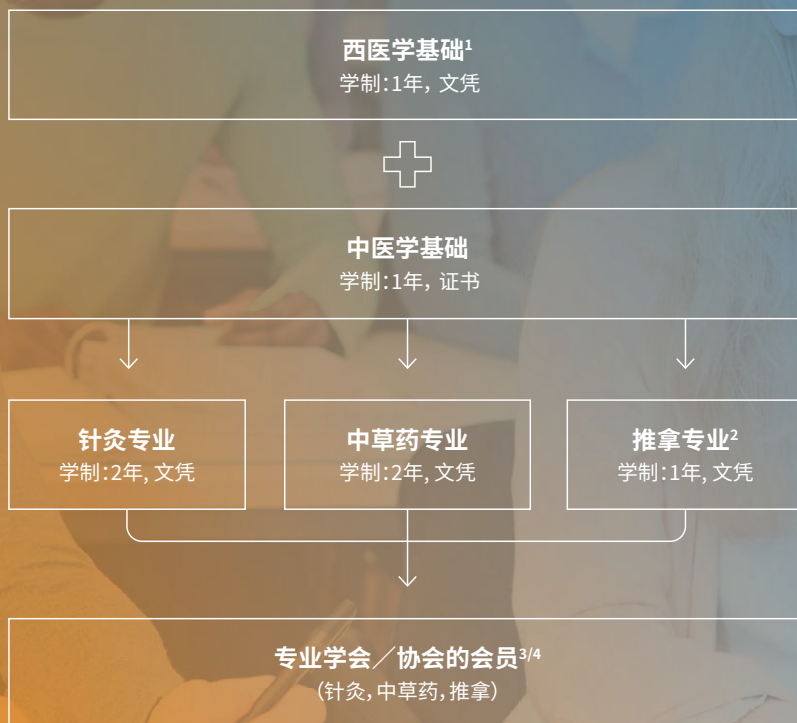 西医学基础¹
学制:1年, 文凭
中医学基础
学制:1年, 证书
针灸专业
学制:2年, 文凭
中草药专业
学制:2年, 文凭
推拿专业²
学制:1年, 文凭
专业学会／协会的会员³/⁴
(针灸,中草药,推拿)